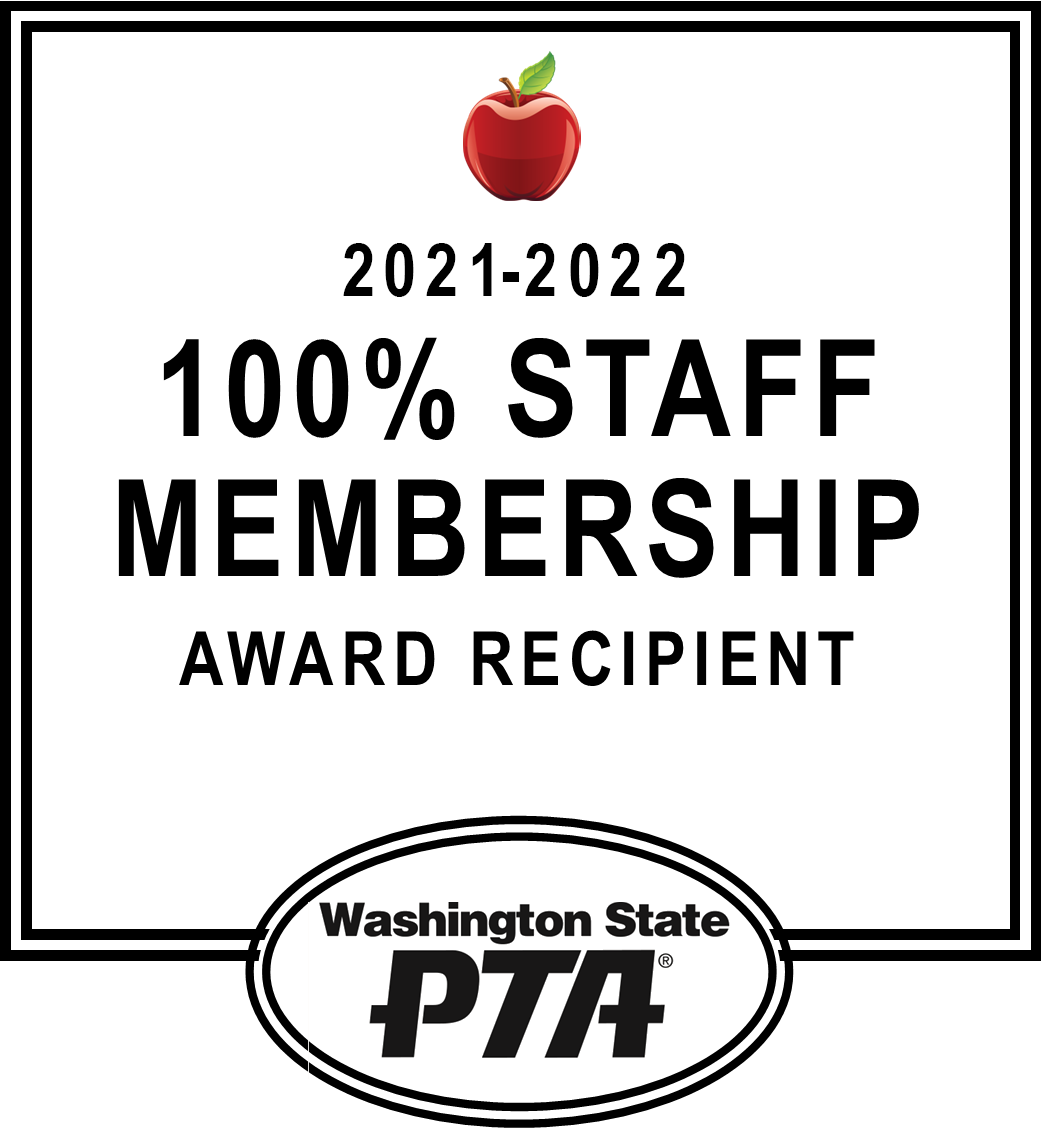 2021-2022
100% STAFF
MEMBERSHIP
AWARD RECIPIENT
Washington State
PTA®